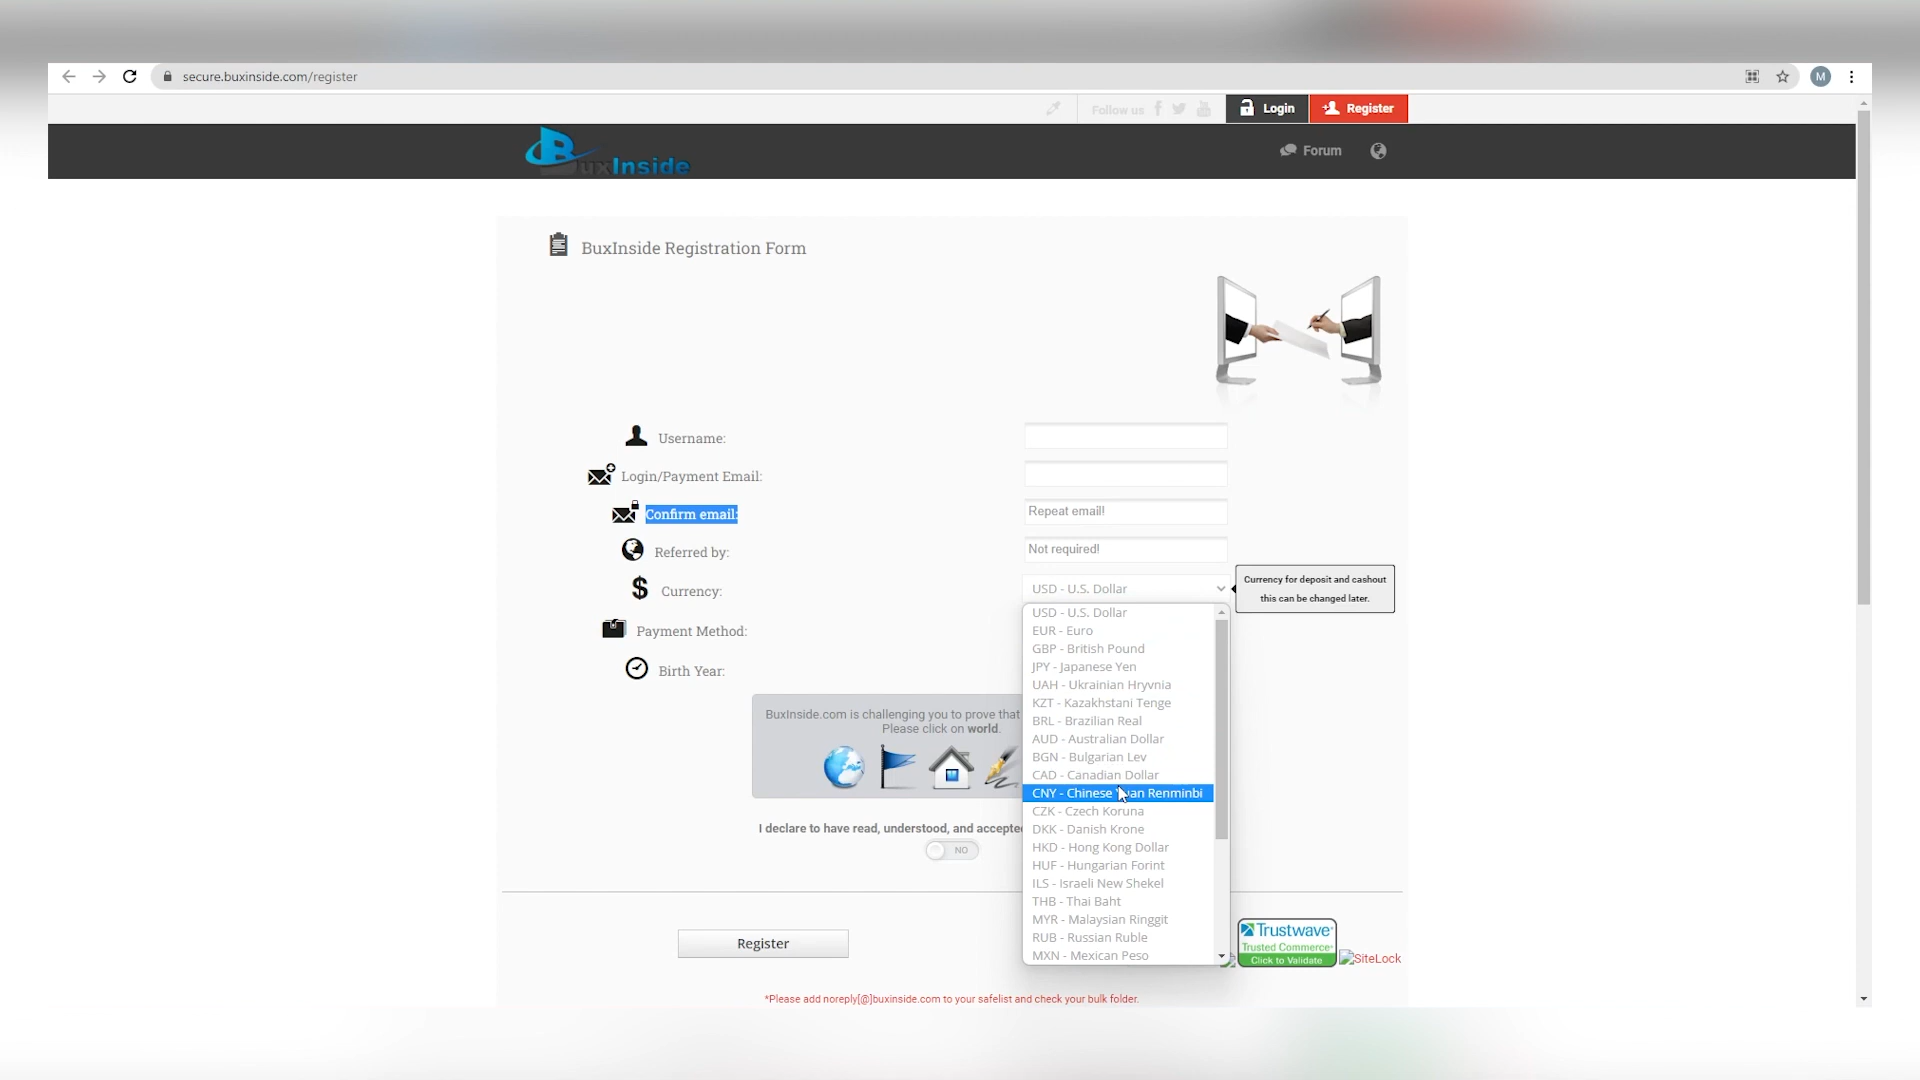 secure.buxinside.com/register
M
Follow us
Login
Register
BuxInside
Forum
BuxInside Registration Form
Username:
Login/Payment Email:
Confirm email:
Repeat email!
Referred by:
Not required!
Currency:
USD - U.S. Dollar
Currency for deposit and cashout
this can be changed later.
Payment Method:
Birth Year:
USD - U.S. Dollar
EUR - Euro
GBP - British Pound
JPY - Japanese Yen
UAH - Ukrainian Hryvnia
KZT - Kazakhstani Tenge
BRL - Brazilian Real
AUD - Australian Dollar
BGN - Bulgarian Lev
CAD - Canadian Dollar
CNY - Chinese Yuan Renminbi
CZK - Czech Koruna
DKK - Danish Krone
HKD - Hong Kong Dollar
HUF - Hungarian Forint
ILS - Israeli New Shekel
THB - Thai Baht
MYR - Malaysian Ringgit
RUB - Russian Ruble
MXN - Mexican Peso
BuxInside.com is challenging you to prove that
Please click on world.
I declare to have read, understood, and accepted
NO
Register
Trustwave
Trusted Commerce
Click to Validate
SiteLock
*Please add noreply[@]buxinside.com to your safelist and check your bulk folder.